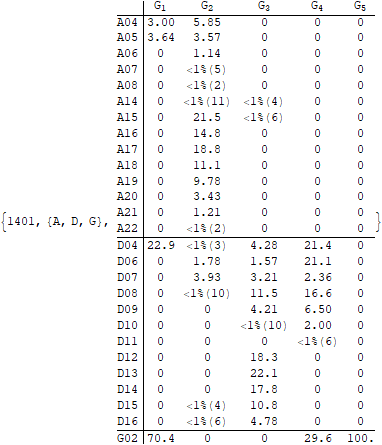 G1 G2 G3 G4 G5
A04 3.00 5.85 0 0 0
A05 3.64 3.57 0 0 0
A06 0 1.14 0 0 0
A07 0 <1%(5) 0 0 0
A08 0 <1%(2) 0 0 0
A14 0 <1%(11) <1%(4) 0 0
A15 0 21.5 <1%(6) 0 0
A16 0 14.8 0 0 0
A17 0 18.8 0 0 0
A18 0 11.1 0 0 0
A19 0 9.78 0 0 0
A20 0 3.43 0 0 0
A21 0 1.21 0 0 0
{1401, {A, D, G}, A22 0 <1%(2) 0 0 0 }
D04 22.9 <1%(3) 4.28 21.4 0
D06 0 1.78 1.57 21.1 0
D07 0 3.93 3.21 2.36 0
D08 0 <1%(10) 11.5 16.6 0
D09 0 0 4.21 6.50 0
D10 0 0 <1%(10) 2.00 0
D11 0 0 0 <1%(6) 0
D12 0 0 18.3 0 0
D13 0 0 22.1 0 0
D14 0 0 17.8 0 0
D15 0 <1%(4) 10.8 0 0
D16 0 <1%(6) 4.78 0 0
G02 70.4 0 0 29.6 100.